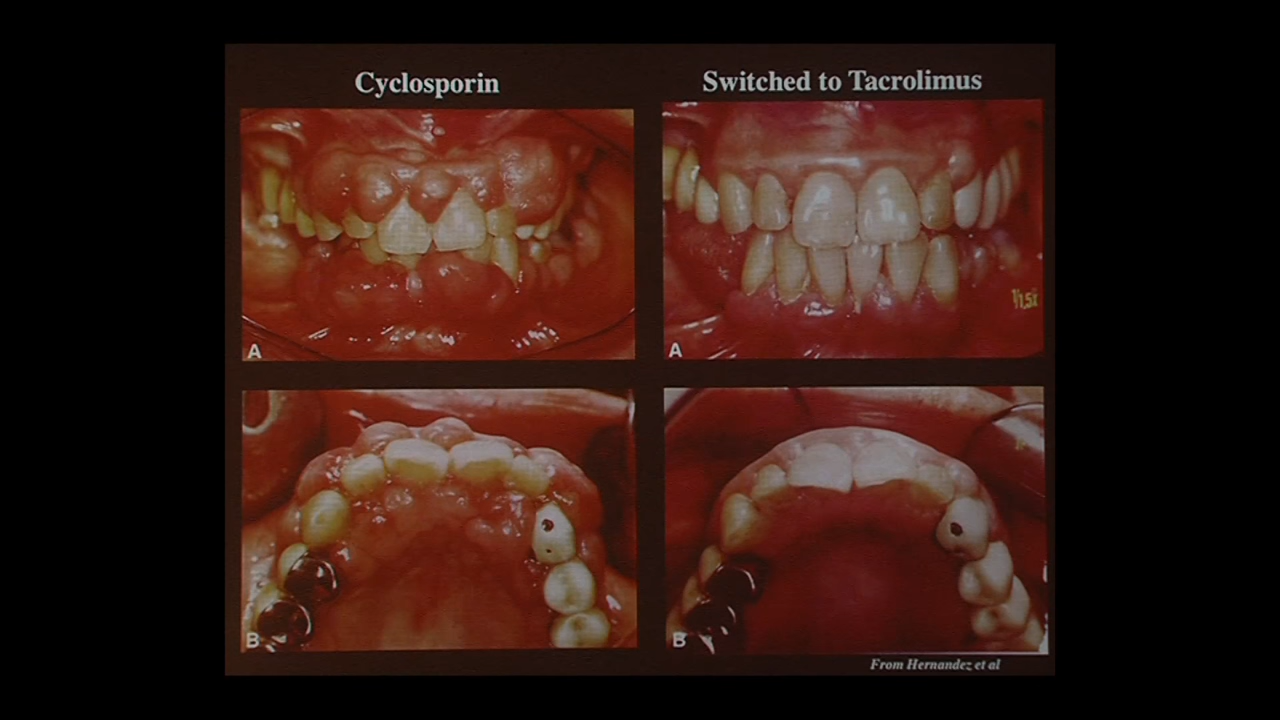 Cyclosporin
Switched to Tacrolimus
A
A
B
B
From Hernandez et al